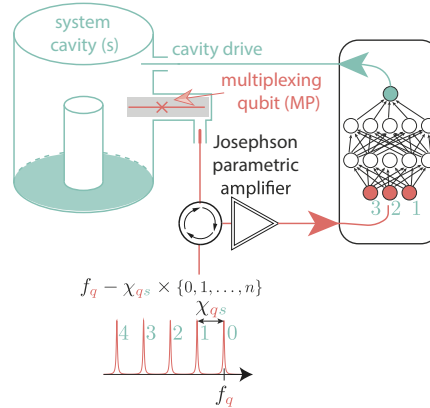 system
cavity (s)
cavity drive
multiplexing
qubit (MP)
Josephson
parametric
amplifier
3 2 1
f_q − χ_qs × {0, 1, . . . , n}
χ_qs
4 3 2 1 0
f_q